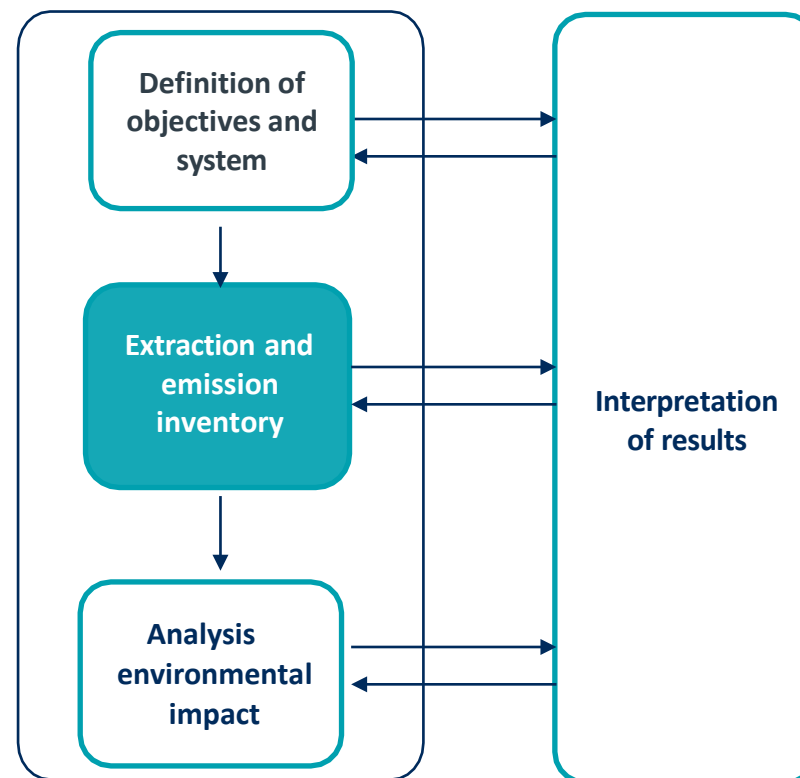 Definition of
objectives and
system
Extraction and
emission
inventory
Interpretation
of results
Analysis
environmental
impact